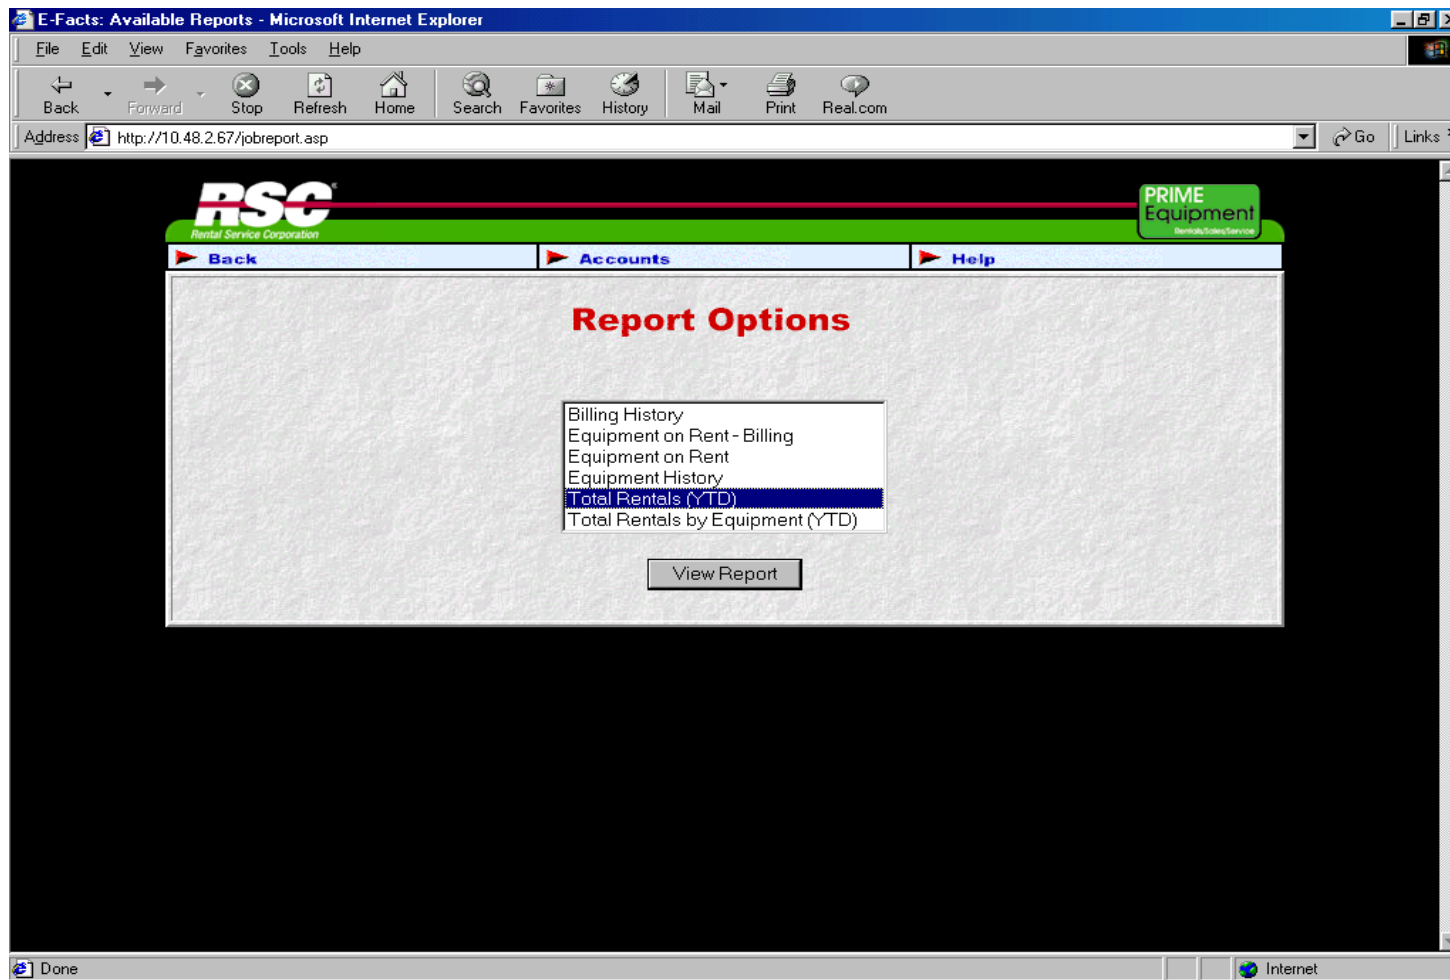 E-Facts: Available Reports - Microsoft Internet Explorer
File Edit View Favorites Tools Help
Back Forward Stop Refresh Home Search Favorites History Mail Print Real.com
Address http://10.48.2.67/jobreport.asp Go Links
RSC®
Rental Service Corporation
PRIME
Equipment
Rentals/Sales/Service
Back Accounts Help
Report Options
Billing History
Equipment on Rent - Billing
Equipment on Rent
Equipment History
Total Rentals (YTD)
Total Rentals by Equipment (YTD)
View Report
Done Internet